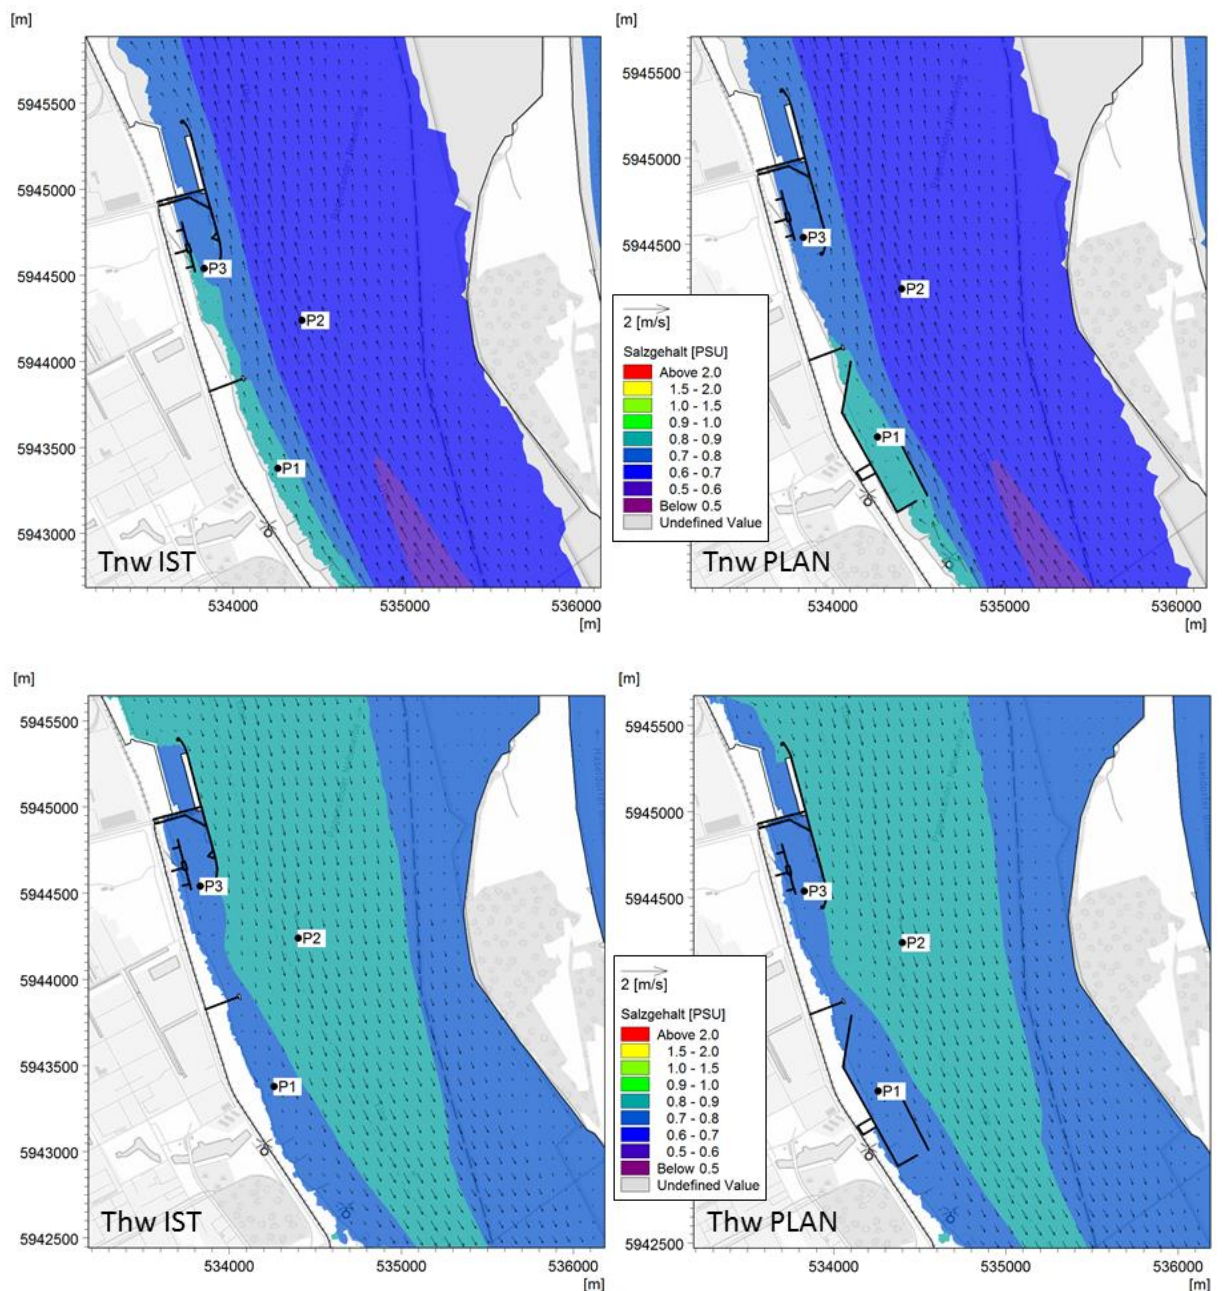 [m]
5945500
5945000
5944500
5944000
5943500
5943000
P3
P2
P1
Tnw IST
534000
535000
536000
[m]
[m]
5945500
5945000
5944500
5944000
5943500
5943000
P3
P2
P1
Tnw PLAN
534000
535000
536000
[m]
2 [m/s]
Salzgehalt [PSU]
Above 2.0
1.5 - 2.0
1.0 - 1.5
0.9 - 1.0
0.8 - 0.9
0.7 - 0.8
0.6 - 0.7
0.5 - 0.6
Below 0.5
Undefined Value
[m]
5945500
5945000
5944500
5944000
5943500
5943000
5942500
P3
P2
P1
Thw IST
534000
535000
536000
[m]
[m]
5945500
5945000
5944500
5944000
5943500
5943000
5942500
P3
P2
P1
Thw PLAN
534000
535000
536000
[m]
2 [m/s]
Salzgehalt [PSU]
Above 2.0
1.5 - 2.0
1.0 - 1.5
0.9 - 1.0
0.8 - 0.9
0.7 - 0.8
0.6 - 0.7
0.5 - 0.6
Below 0.5
Undefined Value